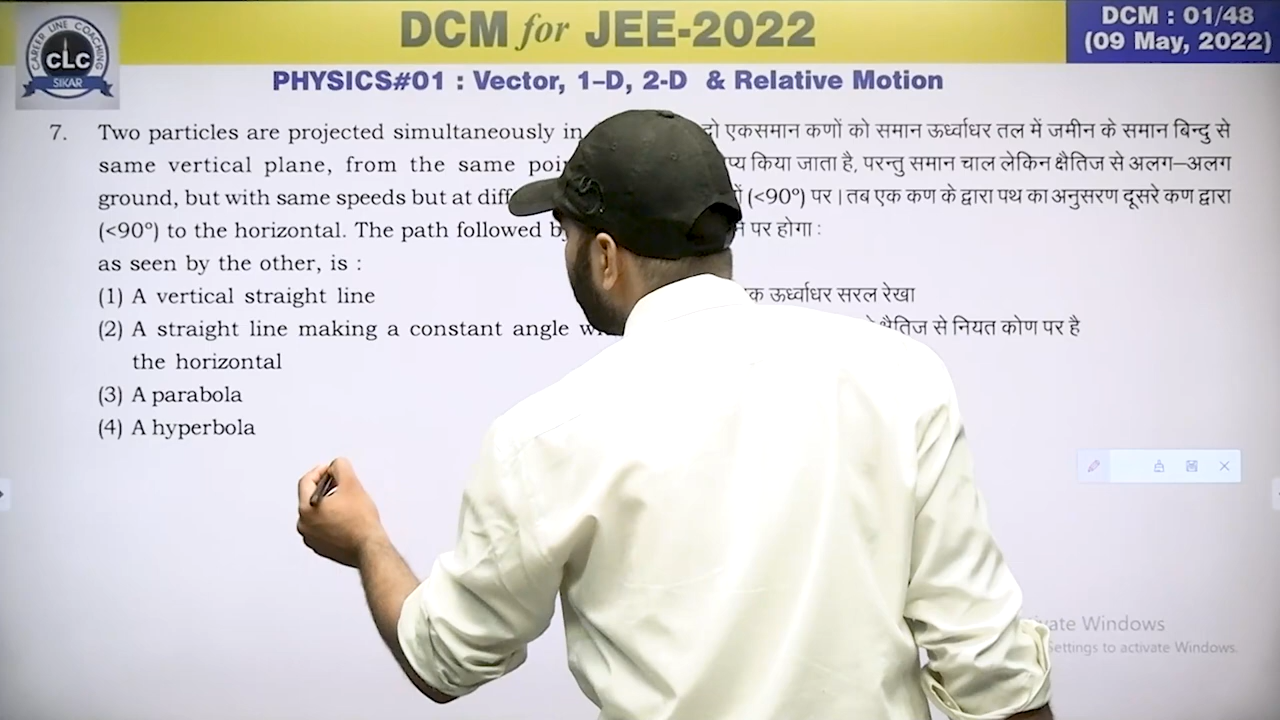 DCM for JEE-2022
DCM : 01/48
(09 May, 2022)
CAREER LINE COACHING
CLC
SIKAR
PHYSICS#01 : Vector, 1–D, 2-D & Relative Motion
7. Two particles are projected simultaneously in
same vertical plane, from the same
ground, but with same speeds but at
(<90°) to the horizontal. The path followed
as seen by the other, is :
(1) A vertical straight line
(2) A straight line making a constant angle
the horizontal
(3) A parabola
(4) A hyperbola
दो एकसमान कणों को समान ऊर्ध्वाधर तल में जमीन के समान बिन्दु से
किया जाता है, परन्तु समान चाल लेकिन क्षैतिज से अलग–अलग
(<90°) पर। तब एक कण के द्वारा पथ का अनुसरण दूसरे कण द्वारा
पर होगा :
ऊर्ध्वाधर सरल रेखा
क्षैतिज से नियत कोण पर है
Windows
Settings to activate Windows.